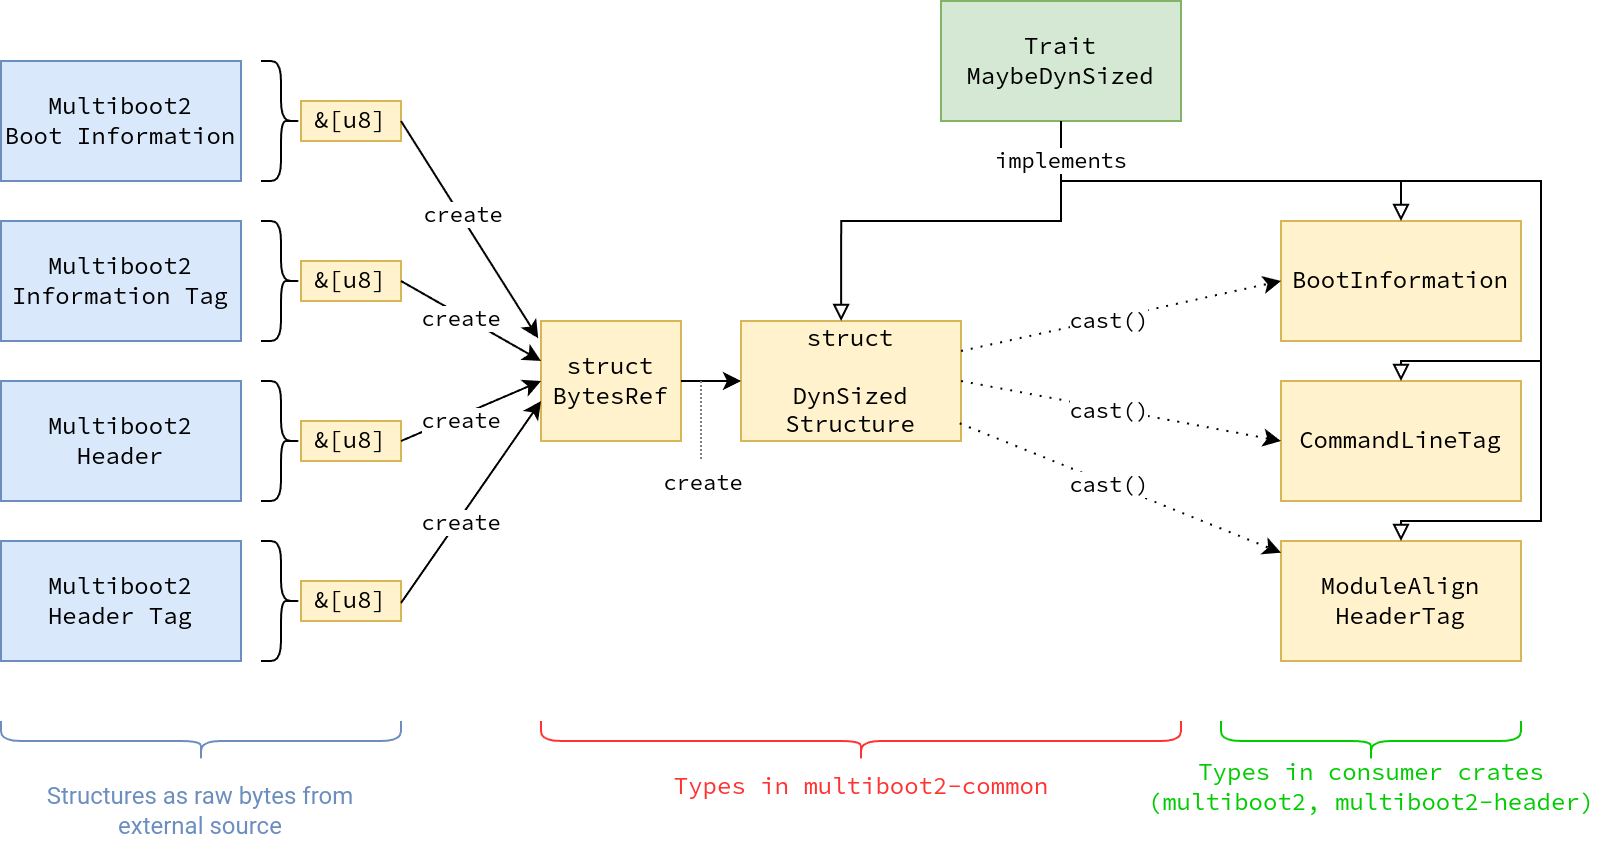 Trait
MaybeDynSized
implements
Multiboot2
Boot Information
&[u8]
create
Multiboot2
Information Tag
&[u8]
create
Multiboot2
Header
&[u8]
create
Multiboot2
Header Tag
&[u8]
create
struct
BytesRef
create
struct
DynSized
Structure
cast()
cast()
cast()
BootInformation
CommandLineTag
ModuleAlign
HeaderTag
Structures as raw bytes from
external source
Types in multiboot2-common
Types in consumer crates
(multiboot2, multiboot2-header)